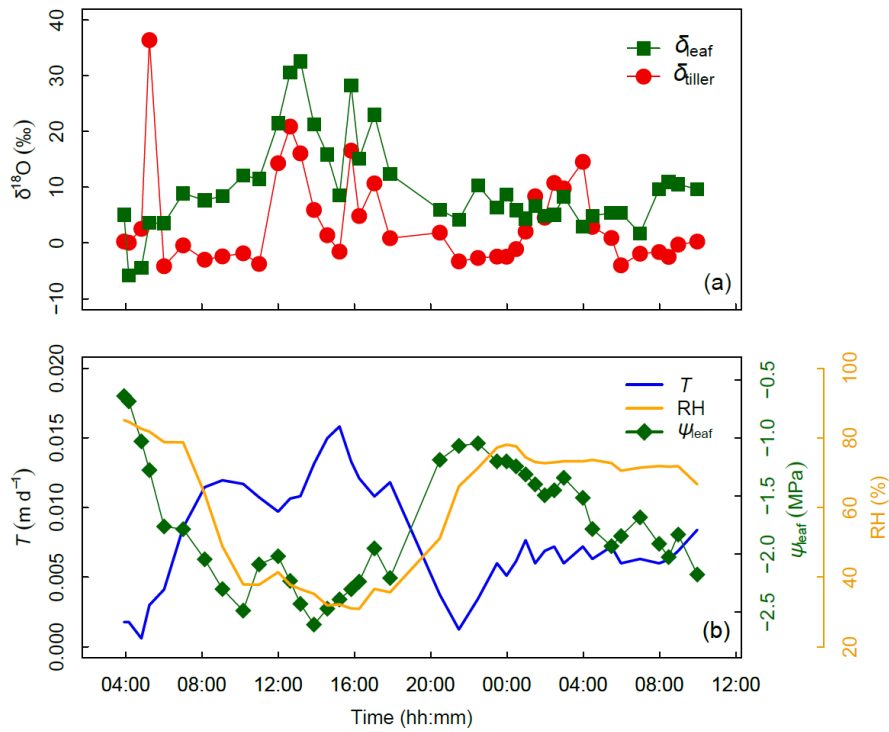 40
30
20
10
0
−10
δ¹⁸O (‰)
δleaf
δtiller
(a)
0.020
0.015
0.010
0.005
0.000
T (m d⁻¹)
T
RH
ψleaf
(b)
−0.5
−1.0
−1.5
−2.0
−2.5
ψleaf (MPa)
100
80
60
40
20
RH (%)
04:00 08:00 12:00 16:00 20:00 00:00 04:00 08:00 12:00
Time (hh:mm)